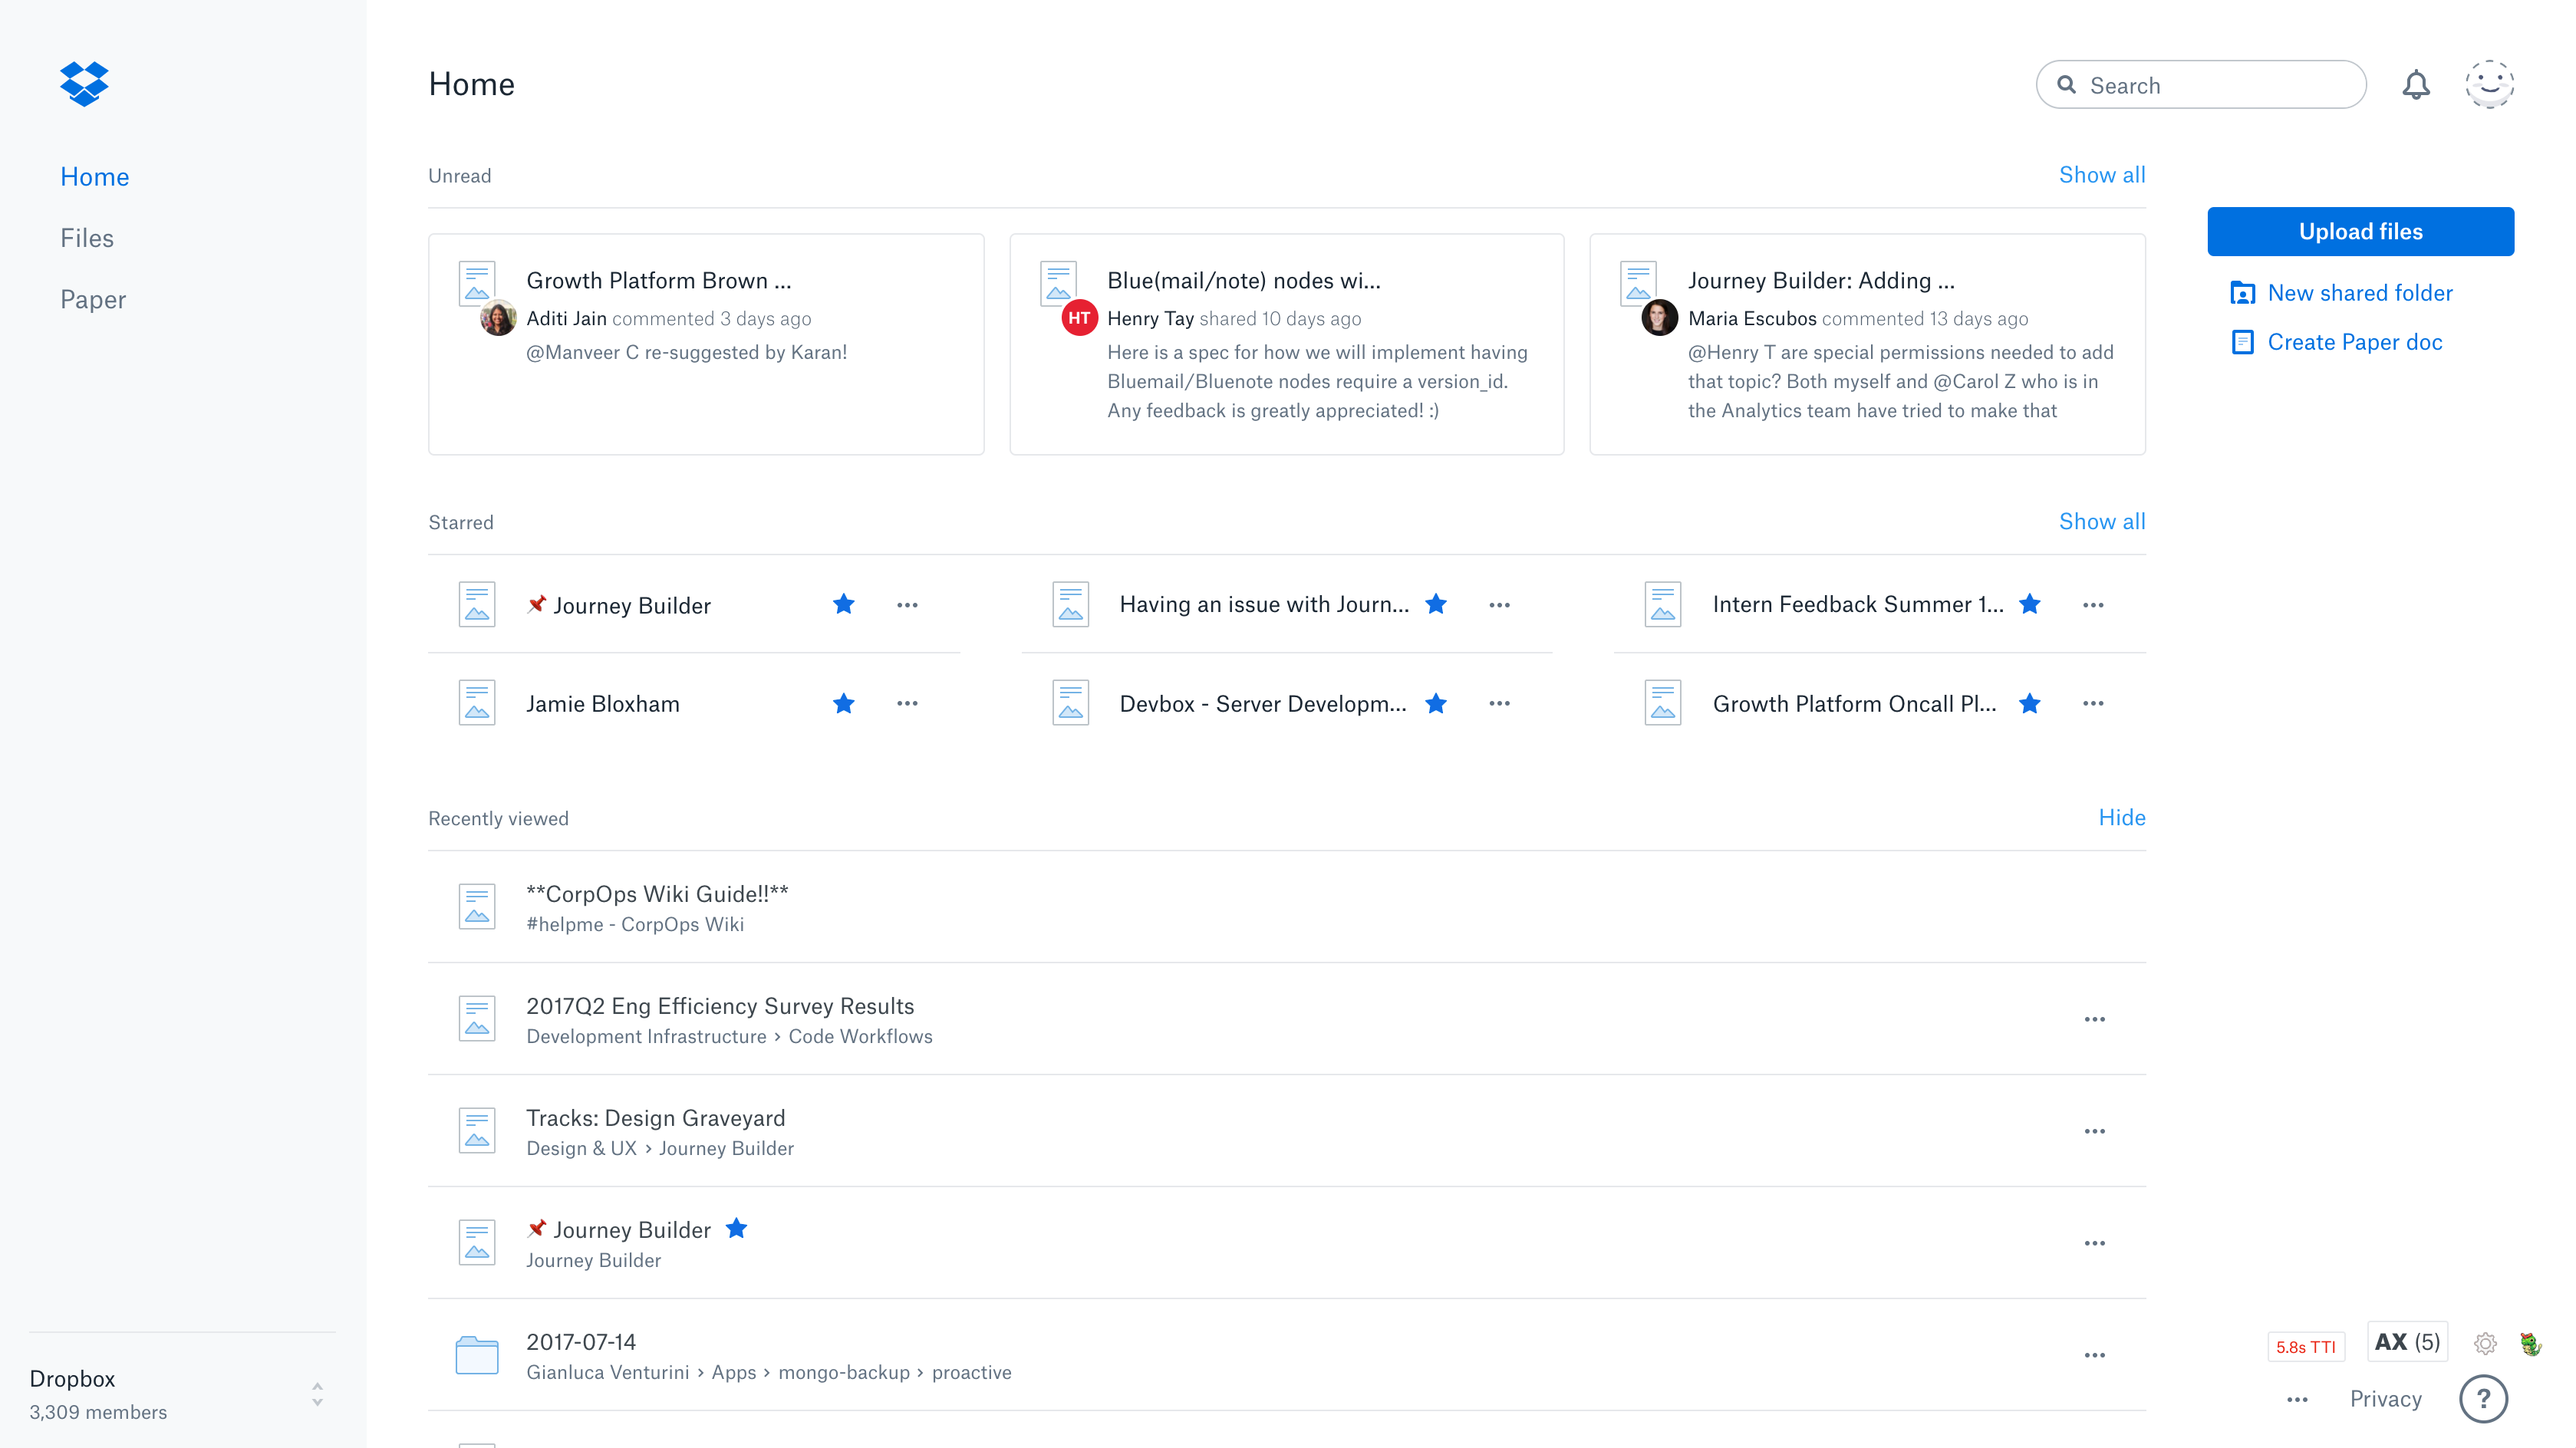 Home
Search
Home
Files
Paper
Unread
Show all
Upload files
New shared folder
Create Paper doc
Growth Platform Brown ...
Aditi Jain commented 3 days ago
@Manveer C re-suggested by Karan!
HT
Blue(mail/note) nodes wi...
Henry Tay shared 10 days ago
Here is a spec for how we will implement having
Bluemail/Bluenote nodes require a version_id.
Any feedback is greatly appreciated! :)
Journey Builder: Adding ...
Maria Escubos commented 13 days ago
@Henry T are special permissions needed to add
that topic? Both myself and @Carol Z who is in
the Analytics team have tried to make that
Starred
Show all
Journey Builder
Having an issue with Journ...
Intern Feedback Summer 1...
Jamie Bloxham
Devbox - Server Developm...
Growth Platform Oncall Pl...
Recently viewed
Hide
**CorpOps Wiki Guide!!**
#helpme - CorpOps Wiki
2017Q2 Eng Efficiency Survey Results
Development Infrastructure › Code Workflows
Tracks: Design Graveyard
Design & UX › Journey Builder
Journey Builder
Journey Builder
2017-07-14
Gianluca Venturini › Apps › mongo-backup › proactive
Dropbox
3,309 members
5.8s TTI
AX (5)
Privacy
?